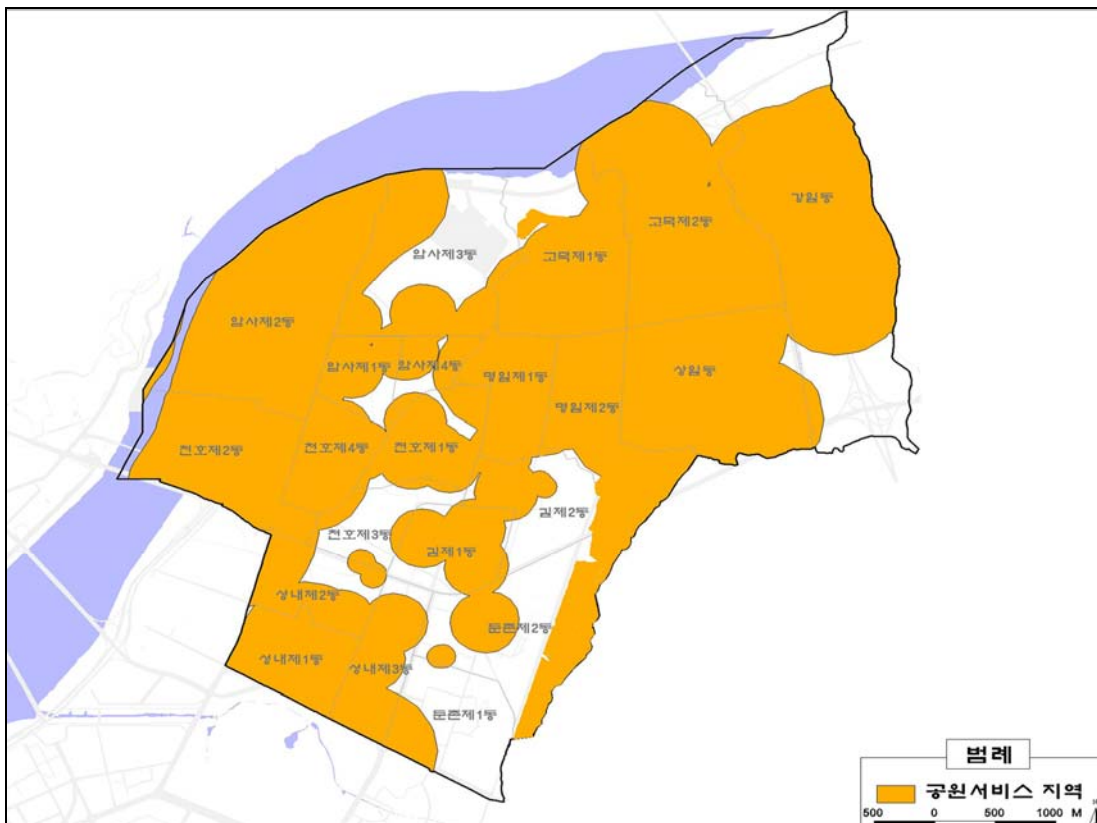 강일동
고덕제2동
암사제3동
고덕제1동
암사제2동
암사제1동
암사제4동
명일제1동
상일동
명일제2동
천호제2동
천호제4동
천호제1동
길제2동
천호제3동
길제1동
성내제2동
둔촌제2동
성내제1동
성내제3동
둔촌제1동
범례
공원서비스 지역
500 0 500 1000 M